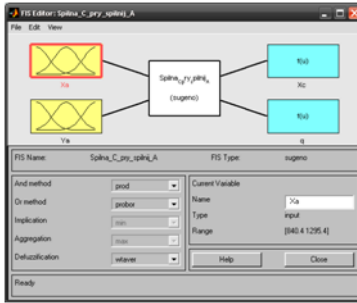 FIS Editor: Spilna_C_pry_spilnij_A
File Edit View
Xa
Ya
(sugeno)
f(u)
Xc
f(u)
q
FIS Name: Spilna_C_pry_spilnij_A FIS Type: sugeno
And method prod
Or method probor
Implication min
Aggregation max
Defuzzification wtaver
Current Variable
Name Xa
Type input
Range [840.4 1295.4]
Help Close
Ready